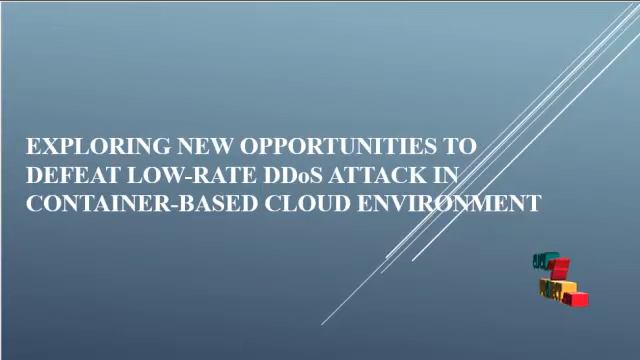 EXPLORING NEW OPPORTUNITIES TO
DEFEAT LOW-RATE DDoS ATTACK IN
CONTAINER-BASED CLOUD ENVIRONMENT